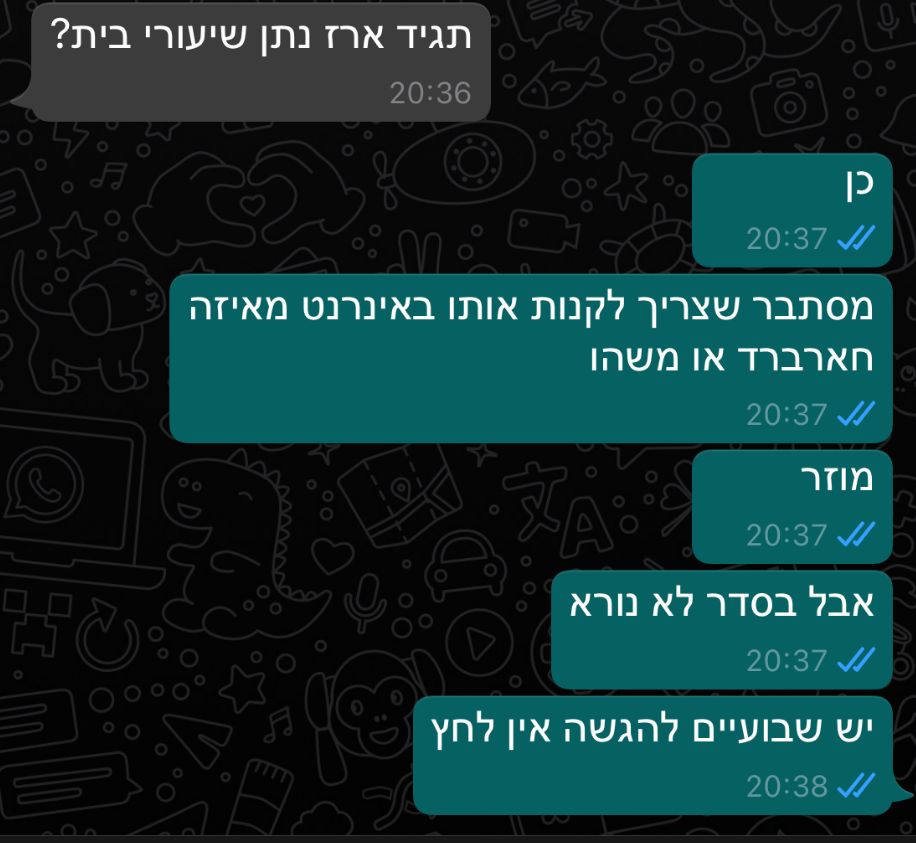 תגיד ארז נתן שיעורי בית?
20:36
כן
20:37
מסתבר שצריך לקנות אותו באינרנט מאיזה
חארברד או משהו
20:37
מוזר
20:37
אבל בסדר לא נורא
20:37
יש שבועיים להגשה אין לחץ
20:38